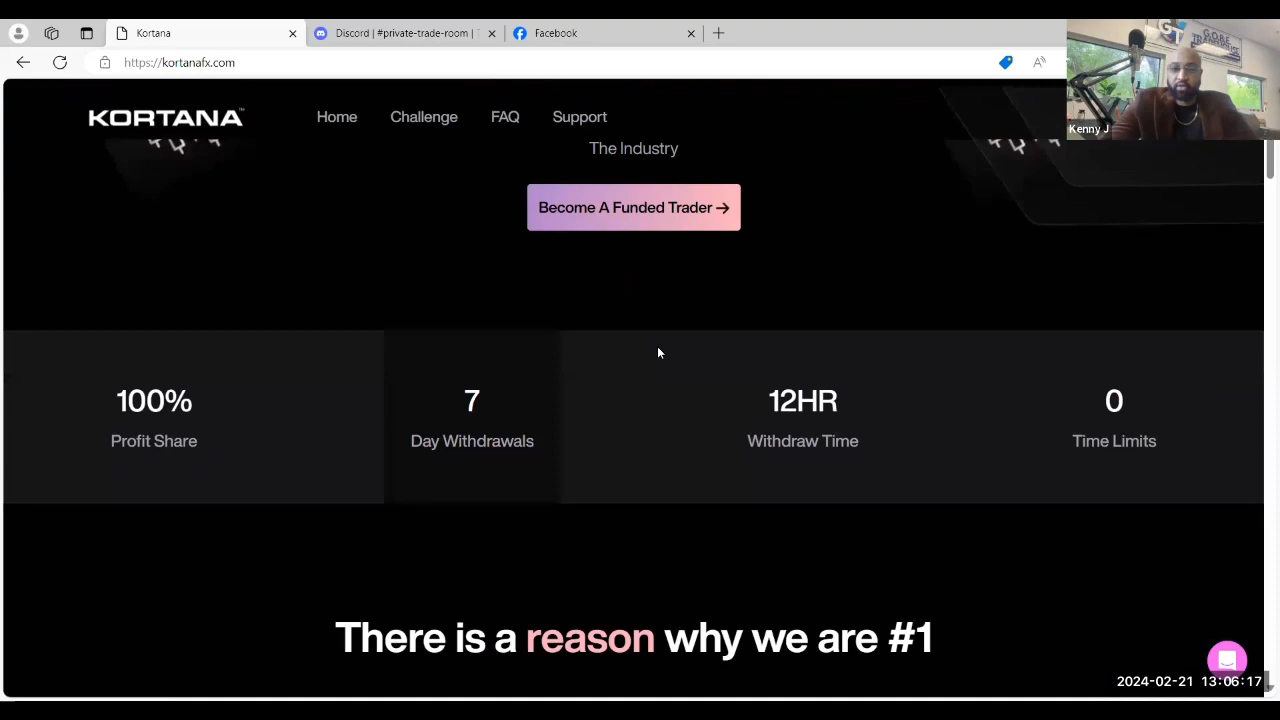 Kortana
Discord | #private-trade-room |
Facebook
https://kortanafx.com
KORTANA™
Home
Challenge
FAQ
Support
Kenny J
The Industry
Become A Funded Trader →
100%
Profit Share
7
Day Withdrawals
12HR
Withdraw Time
0
Time Limits
There is a reason why we are #1
2024-02-21 13:06:17